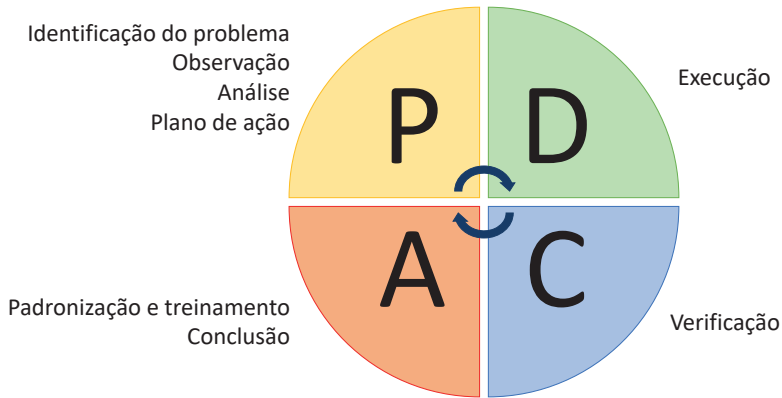 Identificação do problema
Observação
Análise
Plano de ação
P
D
Execução
Padronização e treinamento
Conclusão
A
C
Verificação